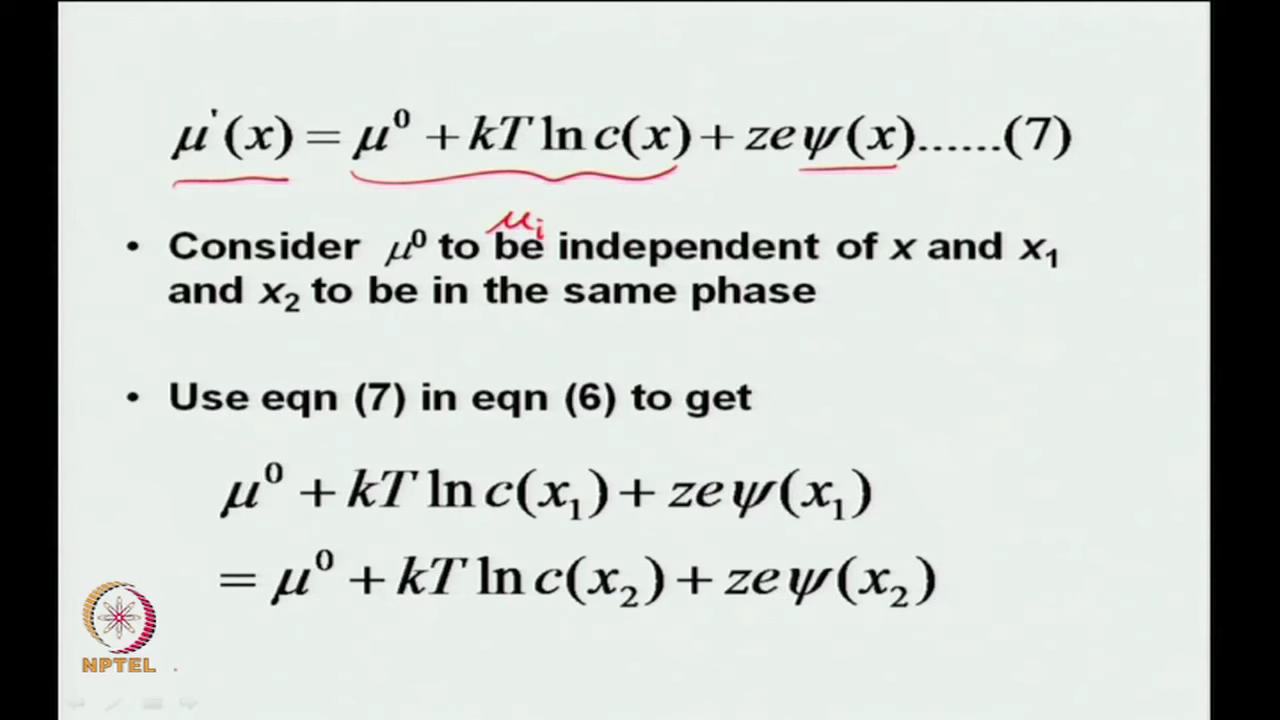 μ'(x) = μ⁰ + kT ln c(x) + zeψ(x)......(7)
μᵢ
• Consider μ⁰ to be independent of x and x₁
and x₂ to be in the same phase
• Use eqn (7) in eqn (6) to get
μ⁰ + kT ln c(x₁) + zeψ(x₁)
= μ⁰ + kT ln c(x₂) + zeψ(x₂)
NPTEL